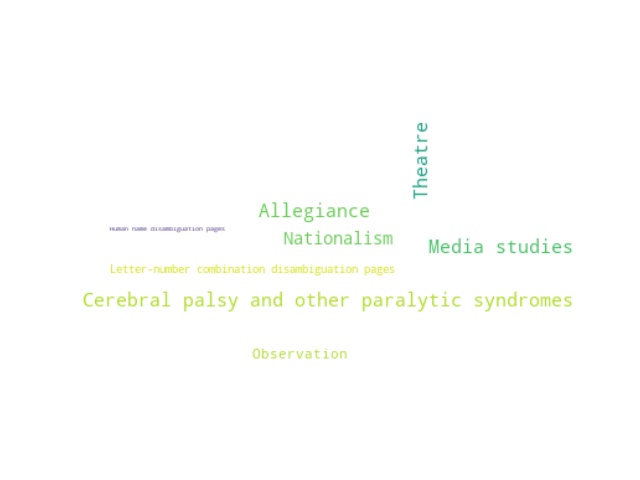 Theatre
Allegiance
Human name disambiguation pages
Nationalism
Media studies
Letter-number combination disambiguation pages
Cerebral palsy and other paralytic syndromes
Observation